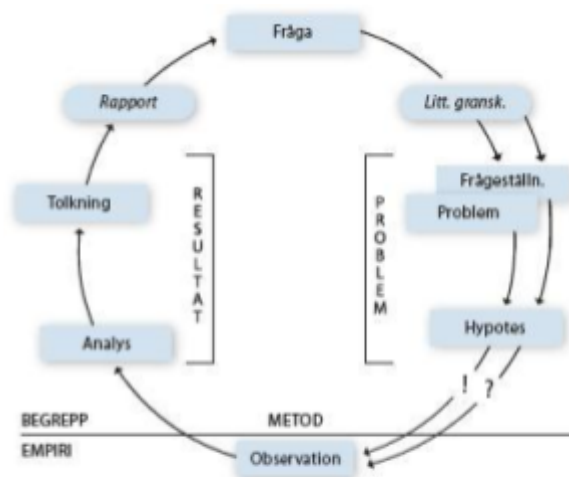 Fråga
Rapport
Litt. gransk.
Frågeställn.
Problem
Tolkning
RESULTAT
PROBLEM
Analys
Hypotes
! ?
BEGREPP METOD
EMPIRI
Observation